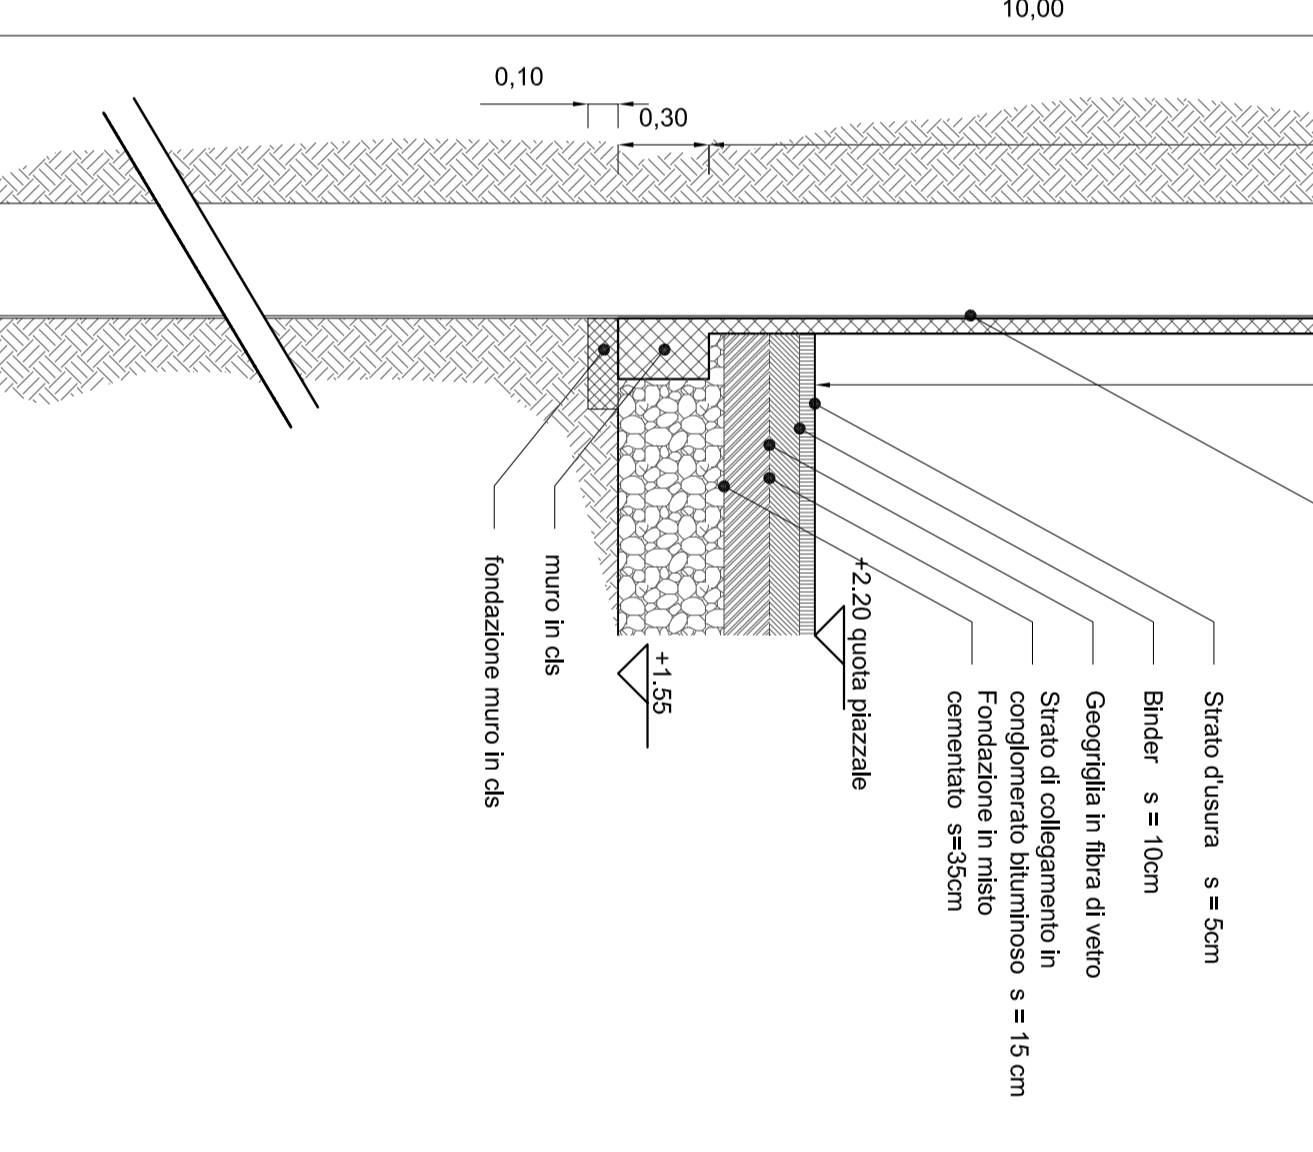 10,00
0,10
0,30
Strato d'usura s = 5cm
Binder s = 10cm
Geogriglia in fibra di vetro
Strato di collegamento in
conglomerato bituminoso s = 15 cm
Fondazione in misto
cementato s=35cm
+2.20 quota piazzale
+1.55
muro in cls
fondazione muro in cls